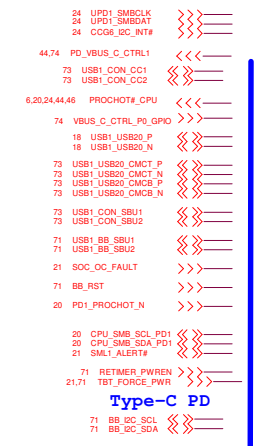 24 UPD1_SMBCLK
24 UPD1_SMBDAT
24 CCG6_I2C_INT#
44,74 PD_VBUS_C_CTRL1
73 USB1_CON_CC1
73 USB1_CON_CC2
6,20,24,44,46 PROCHOT#_CPU
74 VBUS_C_CTRL_P0_GPIO
18 USB1_USB20_P
18 USB1_USB20_N
73 USB1_USB20_CMCT_P
73 USB1_USB20_CMCT_N
73 USB1_USB20_CMCB_P
73 USB1_USB20_CMCB_N
73 USB1_CON_SBU1
73 USB1_CON_SBU2
71 USB1_BB_SBU1
71 USB1_BB_SBU2
21 SOC_OC_FAULT
71 BB_RST
20 PD1_PROCHOT_N
20 CPU_SMB_SCL_PD1
20 CPU_SMB_SDA_PD1
21 SML1_ALERT#
71 RETIMER_PWREN
21,71 TBT_FORCE_PWR
Type-C PD
71 BB_I2C_SCL
71 BB_I2C_SDA